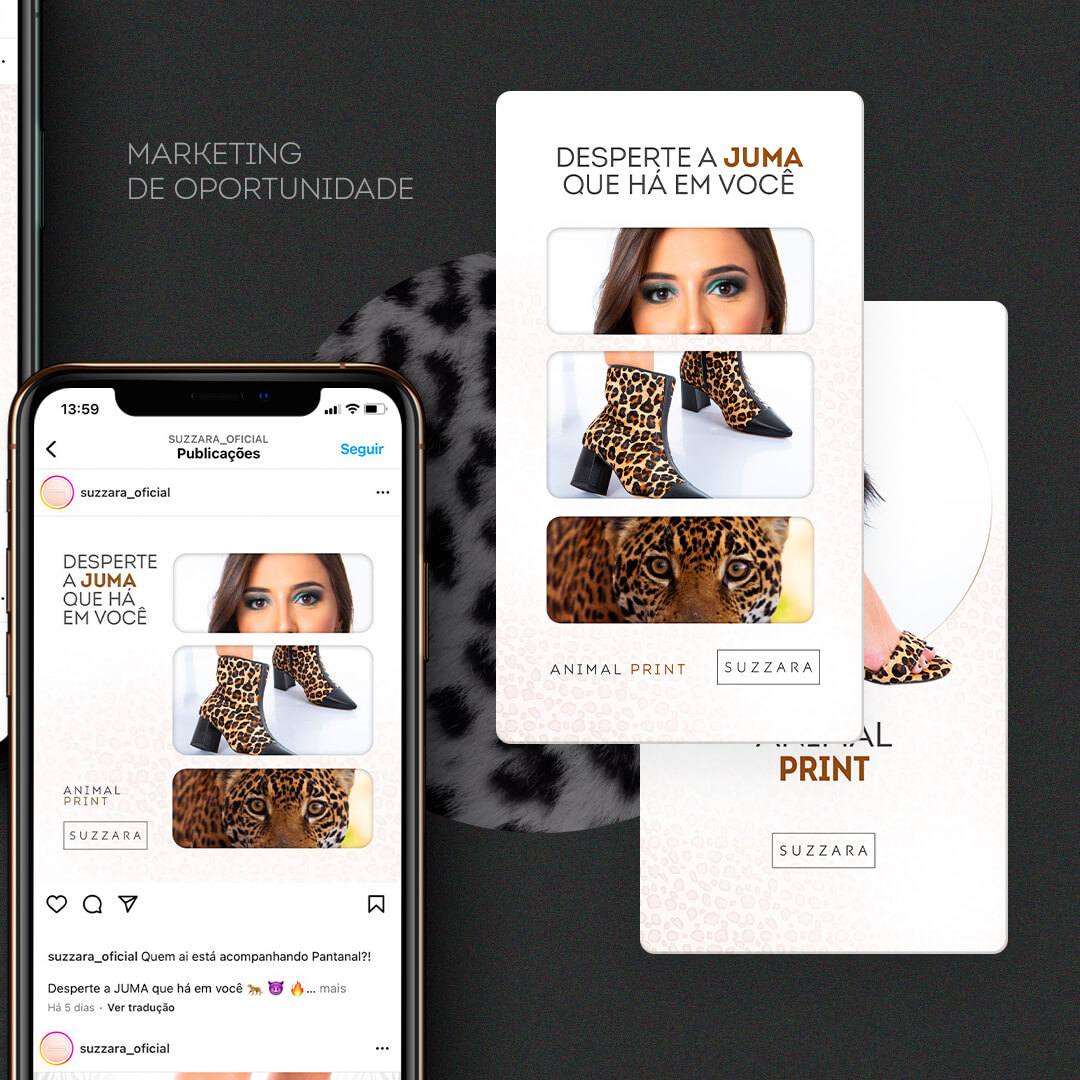 MARKETING
DE OPORTUNIDADE
DESPERTE A JUMA
QUE HÁ EM VOCÊ
ANIMAL PRINT
SUZZARA
ANIMAL
PRINT
SUZZARA
13:59
SUZZARA_OFICIAL
Publicações
Seguir
suzzara_oficial
DESPERTE
A JUMA
QUE HÁ
EM VOCÊ
ANIMAL
PRINT
SUZZARA
suzzara_oficial Quem ai está acompanhando Pantanal?!
Desperte a JUMA que há em você 🐆 😈 🔥... mais
Há 5 dias · Ver tradução
suzzara_oficial